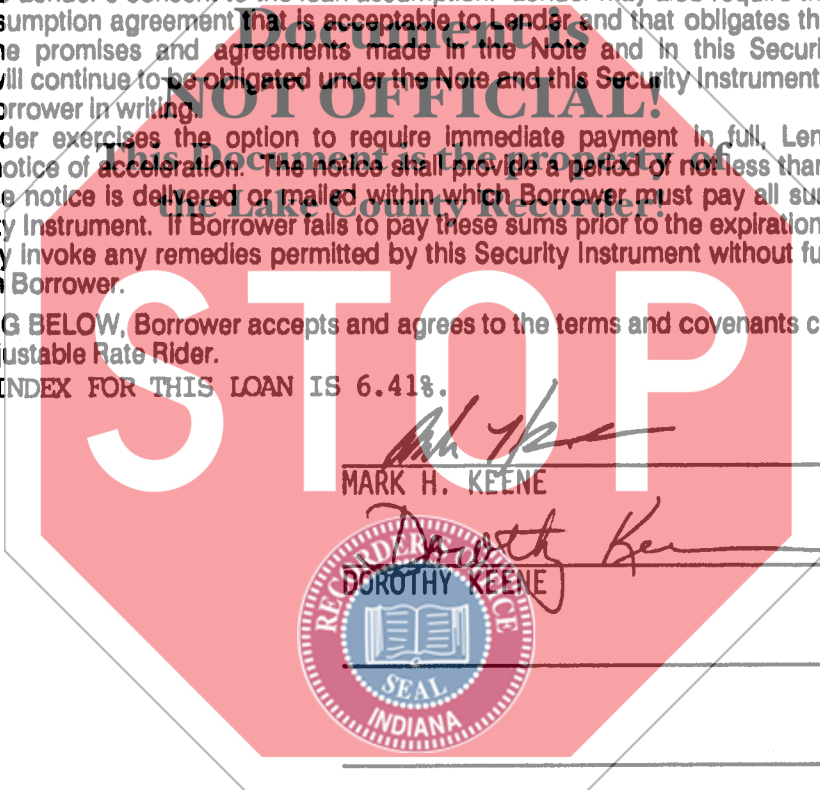 sumption agreement that is acceptable to Lender and that obligates th
Document is
e promises and agreements made in the Note and in this Securi
ill continue to be obligated under the Note and this Security Instrument
NOT OFFICIAL!
orrower in writing.
der exercises the option to require immediate payment in full, Len
This Document is the property of
otice of acceleration. The notice shall provide a period of not less than
e notice is delivered or mailed within which Borrower must pay all su
the Lake County Recorder!
y Instrument. If Borrower fails to pay these sums prior to the expiration
y invoke any remedies permitted by this Security Instrument without fu
n Borrower.
G BELOW, Borrower accepts and agrees to the terms and covenants c
justable Rate Rider.
INDEX FOR THIS LOAN IS 6.41%.
STOP
MARK H. KEENE
Dorothy Keene
DOROTHY KEENE
RECORDER'S OFFICE
SEAL
INDIANA